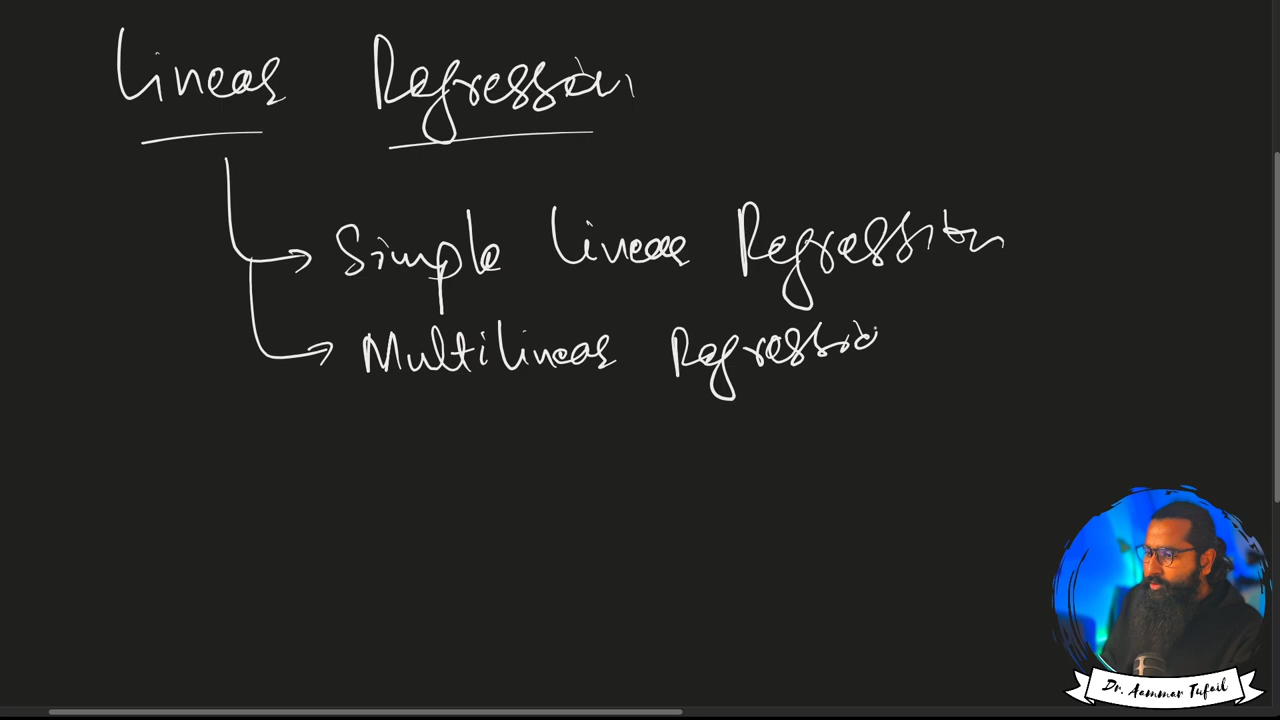 Linear Regression
Simple Linear Regression
Multilinear Regression
Dr. Aammar Tufail